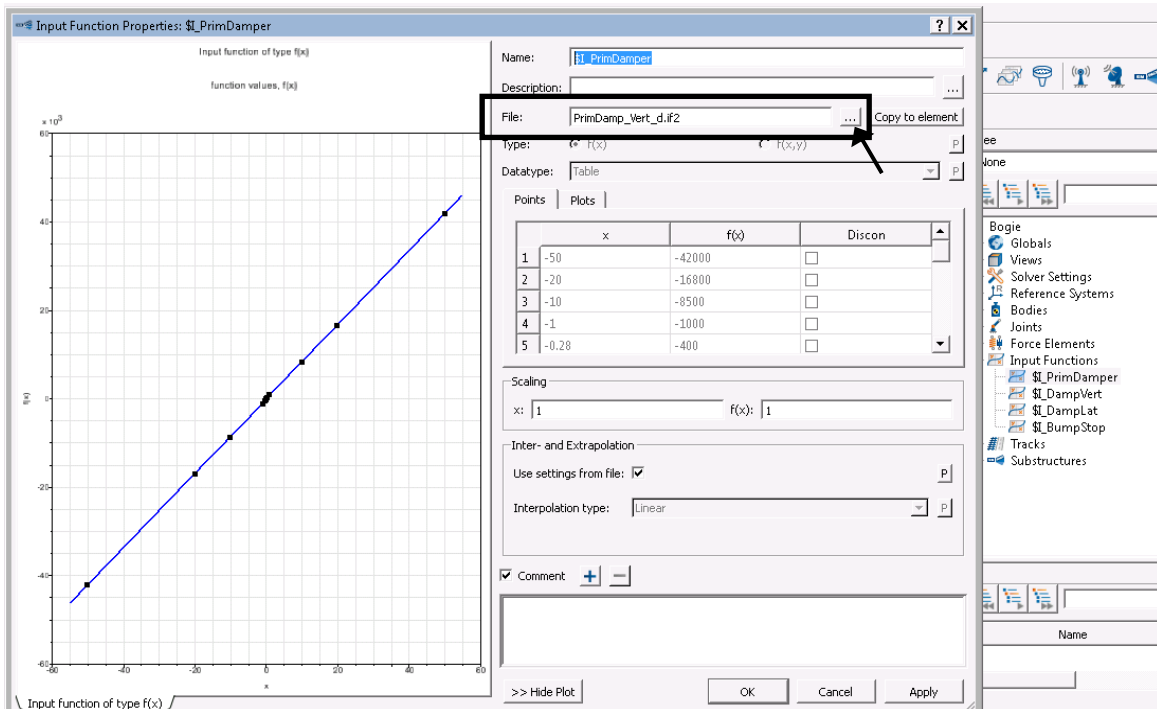 Input Function Properties: $I_PrimDamper
?
Input function of type f(x)
function values, f(x)
x 10³
60
40
20
0
-20
-40
-60
f(x)
-60 -40 -20 0 20 40 60
x
Input function of type f(x)
Name: $I_PrimDamper
Description: ...
File: PrimDamp_Vert_d.if2 ... Copy to element
Type: f(x) f(x,y) P
Datatype: Table P
Points Plots
x f(x) Discon
1 -50 -42000
2 -20 -16800
3 -10 -8500
4 -1 -1000
5 -0.28 -400
Scaling
x: 1 f(x): 1
Inter- and Extrapolation
Use settings from file: P
Interpolation type: Linear P
Comment
>> Hide Plot OK Cancel Apply
ee
None
Bogie
Globals
Views
Solver Settings
Reference Systems
Bodies
Joints
Force Elements
Input Functions
$I_PrimDamper
$I_DampVert
$I_DampLat
$I_BumpStop
Tracks
Substructures
Name